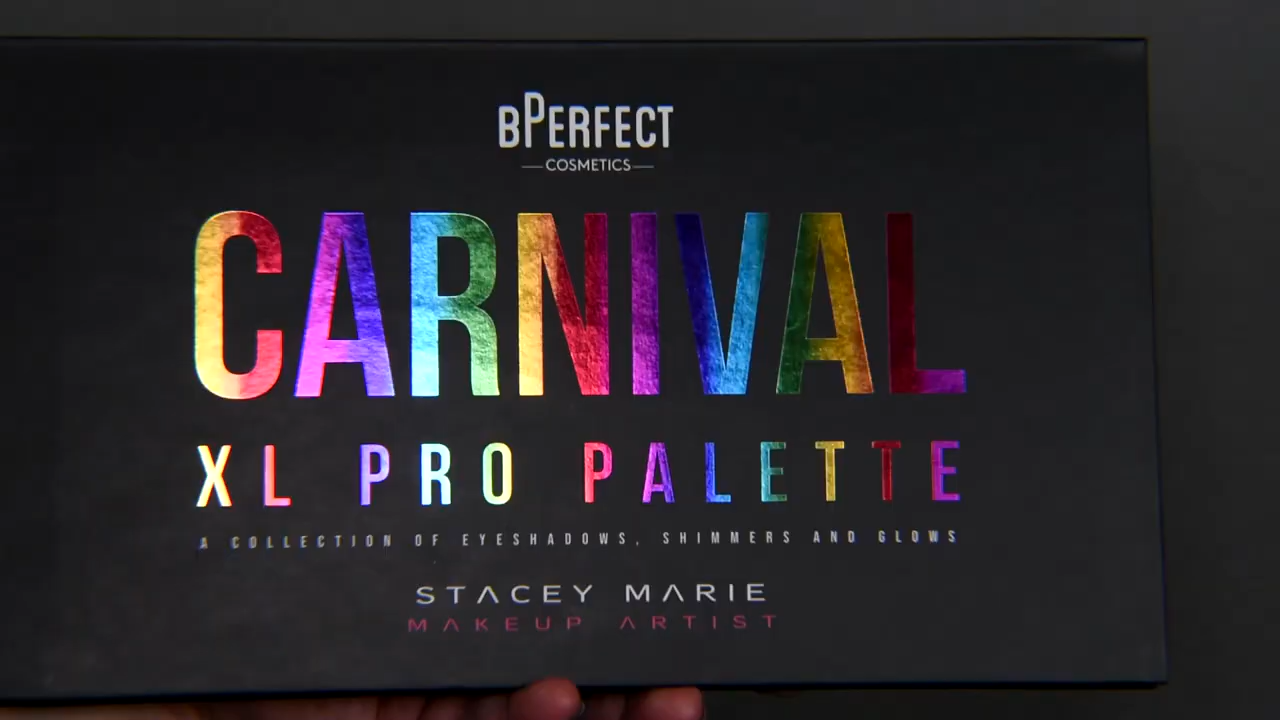 BPERFECT
COSMETICS
CARNIVAL
XL PRO PALETTE
A COLLECTION OF EYESHADOWS, SHIMMERS AND GLOWS
STACEY MARIE
MAKEUP ARTIST